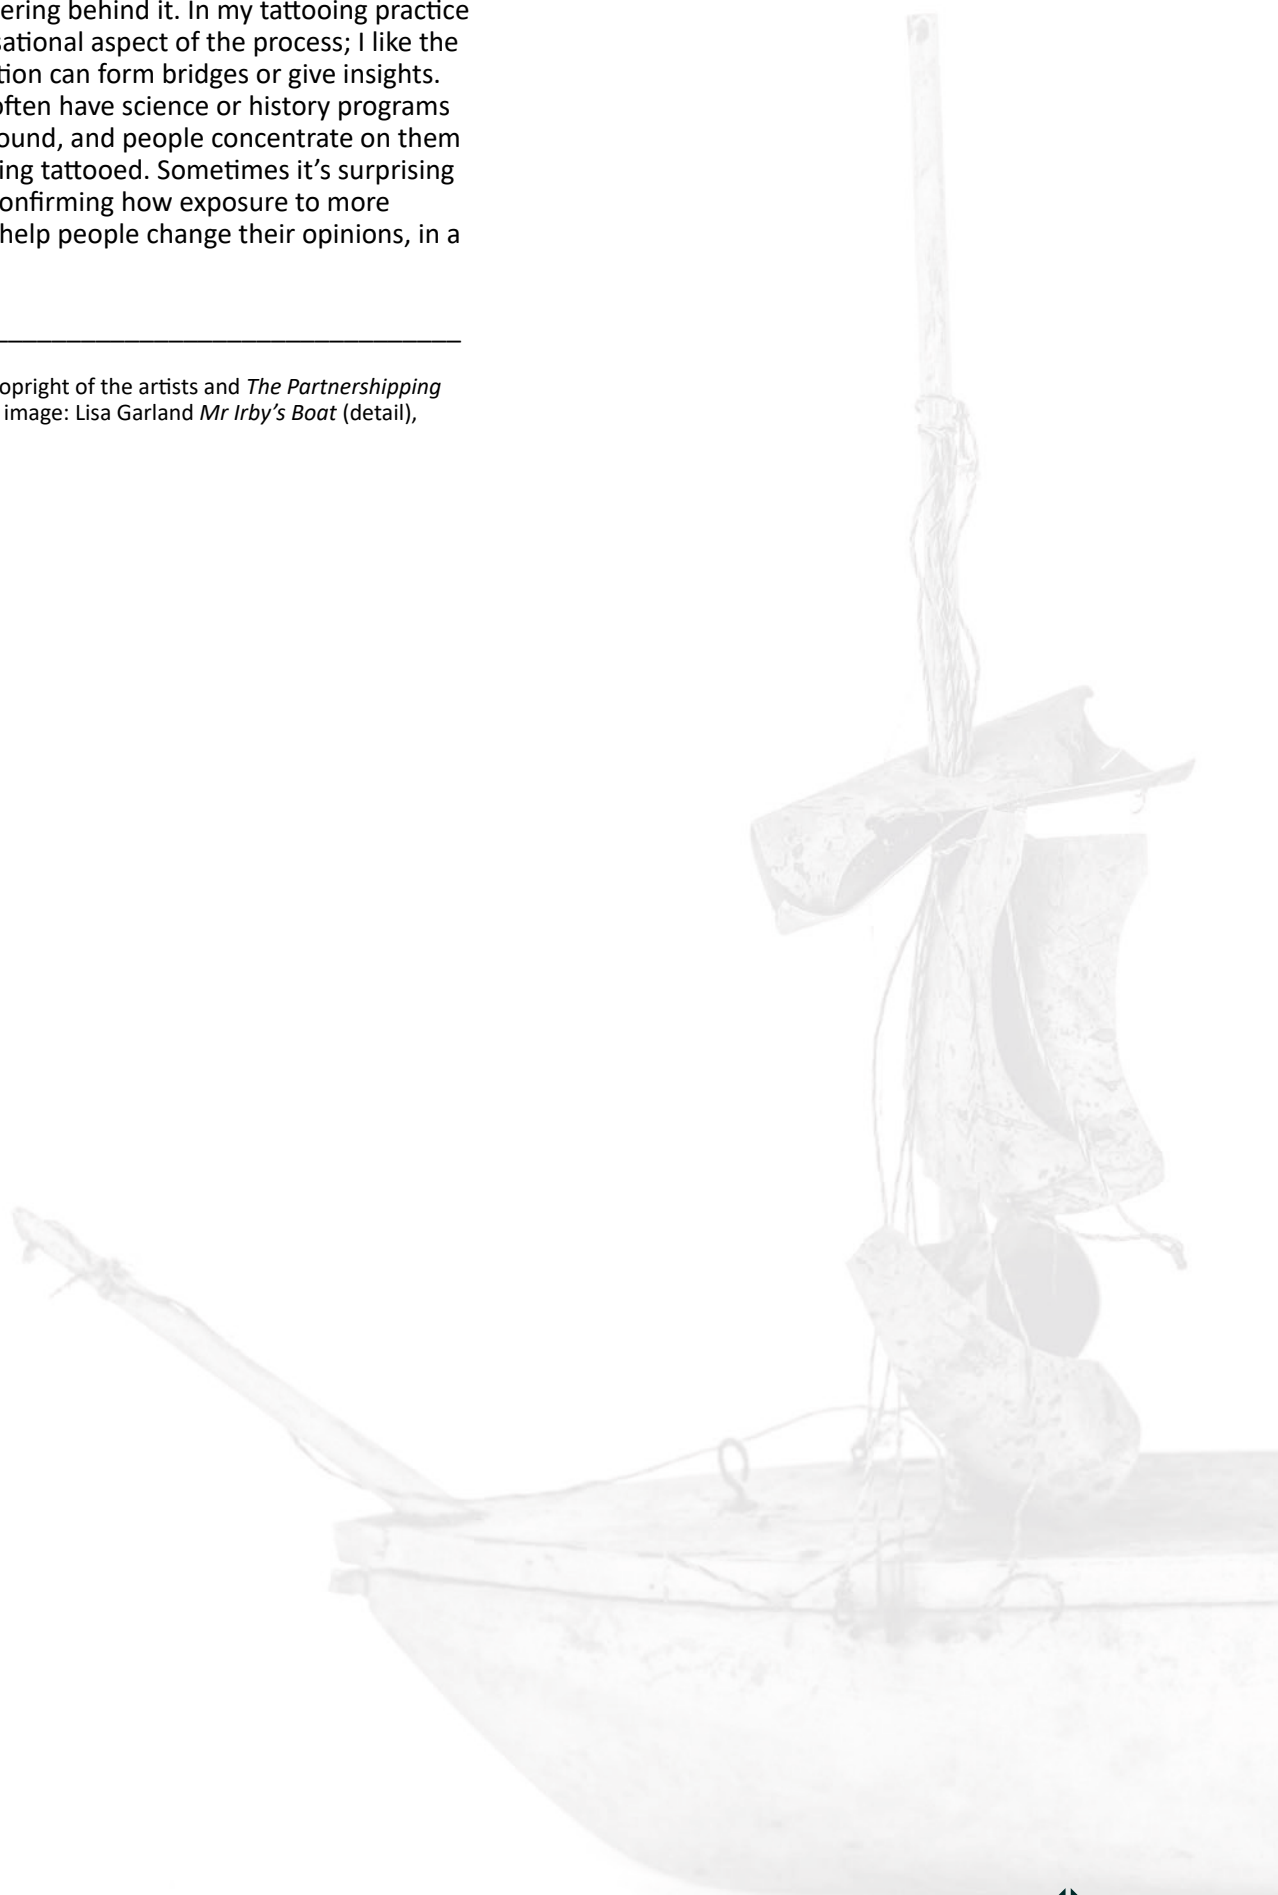 ering behind it. In my tattooing practice
sational aspect of the process; I like the
tion can form bridges or give insights.
often have science or history programs
ound, and people concentrate on them
ing tattooed. Sometimes it’s surprising
onfirming how exposure to more
help people change their opinions, in a
opright of the artists and The Partnershipping
image: Lisa Garland Mr Irby’s Boat (detail),